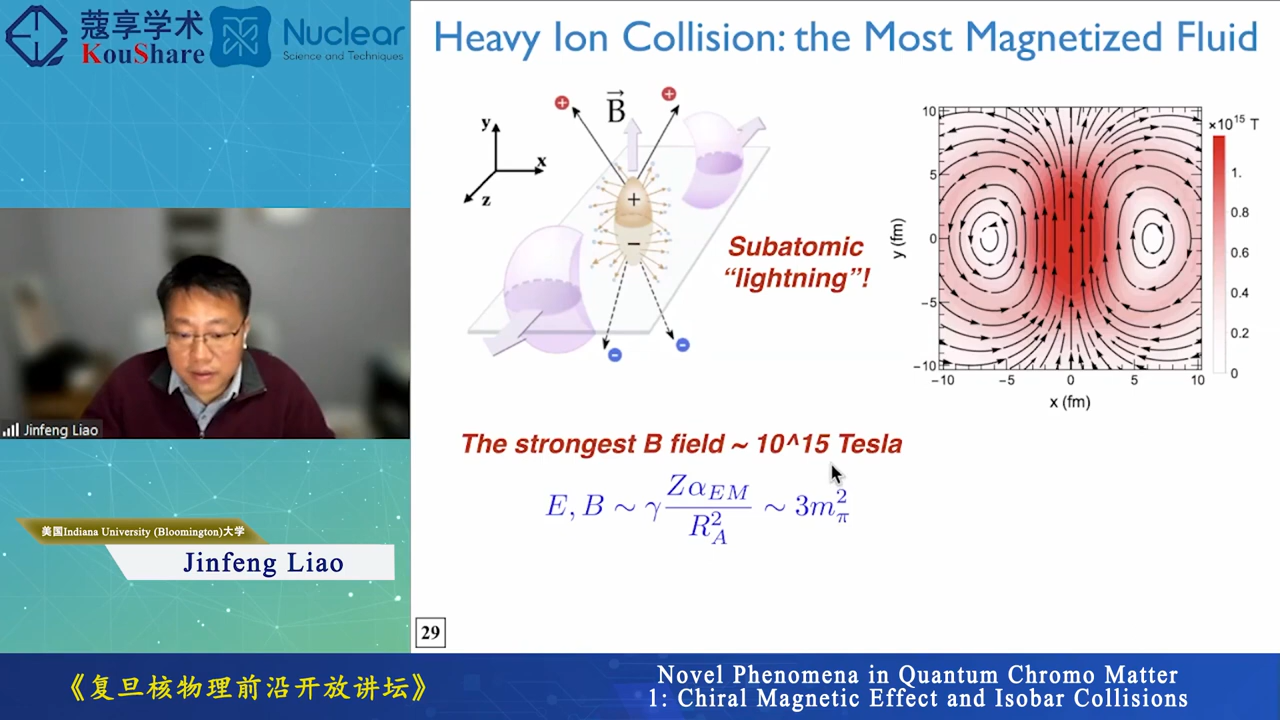 蔻享学术
KouShare
Nuclear
Science and Techniques
Heavy Ion Collision: the Most Magnetized Fluid
y
x
z
+
B
+
+
−
−
−
Subatomic
“lightning”!
10
5
0
−5
−10
y (fm)
−10
−5
0
5
10
x (fm)
×10¹⁵ T
1.
0.8
0.6
0.4
0.2
0
Jinfeng Liao
The strongest B field ~ 10^15 Tesla
E, B ∼ γ Zα_EM / R_A^2 ∼ 3m_π^2
美国Indiana University (Bloomington)大学
Jinfeng Liao
29
《复旦核物理前沿开放讲坛》
Novel Phenomena in Quantum Chromo Matter
1: Chiral Magnetic Effect and Isobar Collisions